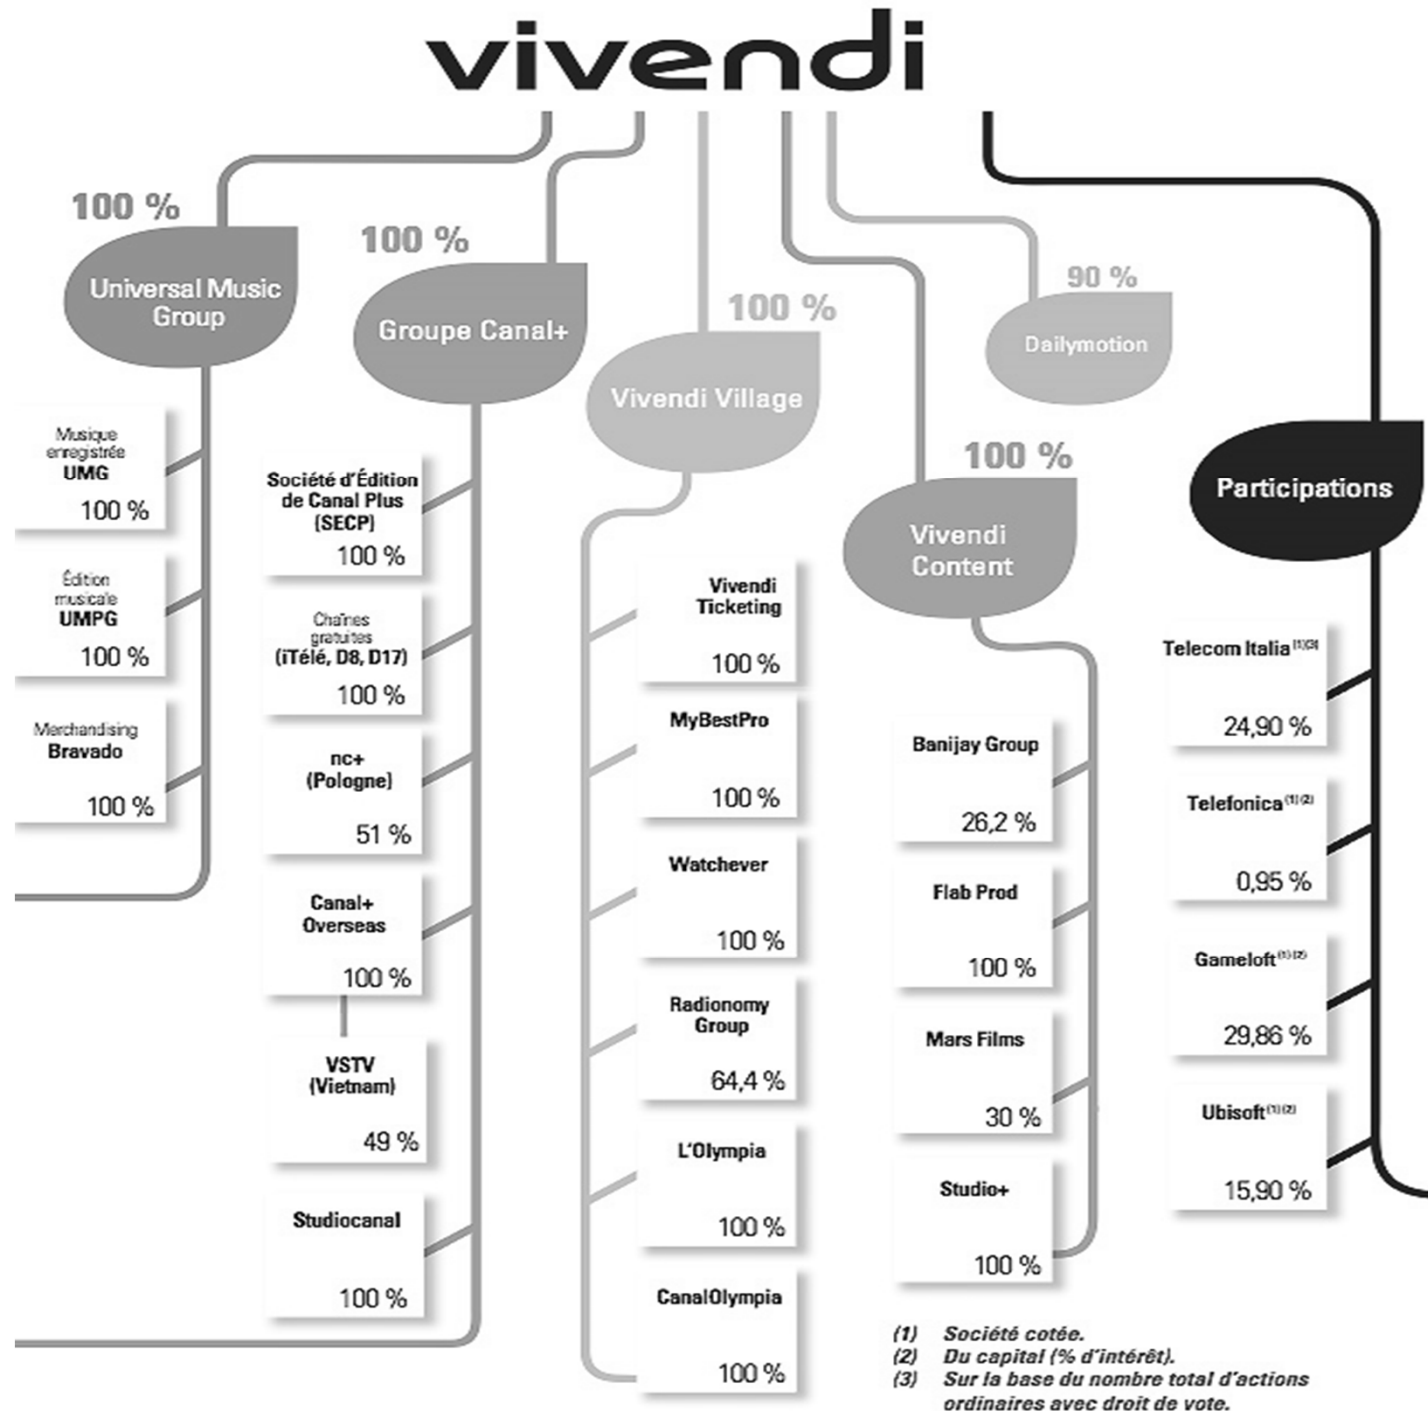 vivendi
100 %
Universal Music
Group
Musique
enregistrée
UMG
100 %
Édition
musicale
UMPG
100 %
Merchandising
Bravado
100 %
100 %
Groupe Canal+
Société d'Édition
de Canal Plus
(SECP)
100 %
Chaînes
gratuites
(iTélé, D8, D17)
100 %
nc+
(Pologne)
51 %
Canal+
Overseas
100 %
VSTV
(Vietnam)
49 %
Studiocanal
100 %
100 %
Vivendi Village
Vivendi
Ticketing
100 %
MyBestPro
100 %
Watchever
100 %
Radionomy
Group
64,4 %
L'Olympia
100 %
CanalOlympia
100 %
100 %
Vivendi
Content
Banijay Group
26,2 %
Flab Prod
100 %
Mars Films
30 %
Studio+
100 %
90 %
Dailymotion
Participations
Telecom Italia (1)(3)
24,90 %
Telefonica (1) (2)
0,95 %
Gameloft (1) (2)
29,86 %
Ubisoft (1) (2)
15,90 %
(1) Société cotée.
(2) Du capital (% d'intérêt).
(3) Sur la base du nombre total d'actions
ordinaires avec droit de vote.